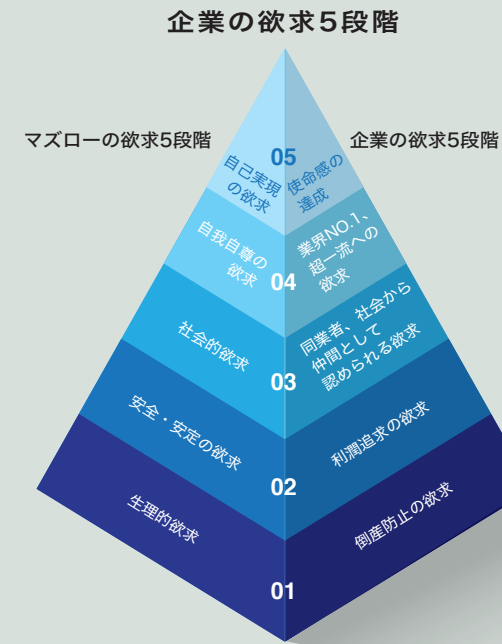 企業の欲求5段階
マズローの欲求5段階
企業の欲求5段階
05
自己実現
の欲求
使命感の
達成
自我自尊の
欲求
04
業界NO.1、
超一流への
欲求
社会的欲求
03
同業者、社会から
仲間として
認められる欲求
安全・安定の欲求
02
利潤追求の欲求
生理的欲求
01
倒産防止の欲求